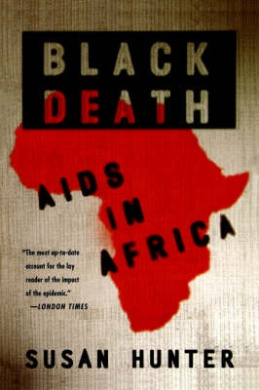 BLACK
DEATH
AIDS
IN
AFRICA
"The most up-to-date
account for the lay
reader of the impact
of the epidemic."
—LONDON TIMES
SUSAN HUNTER